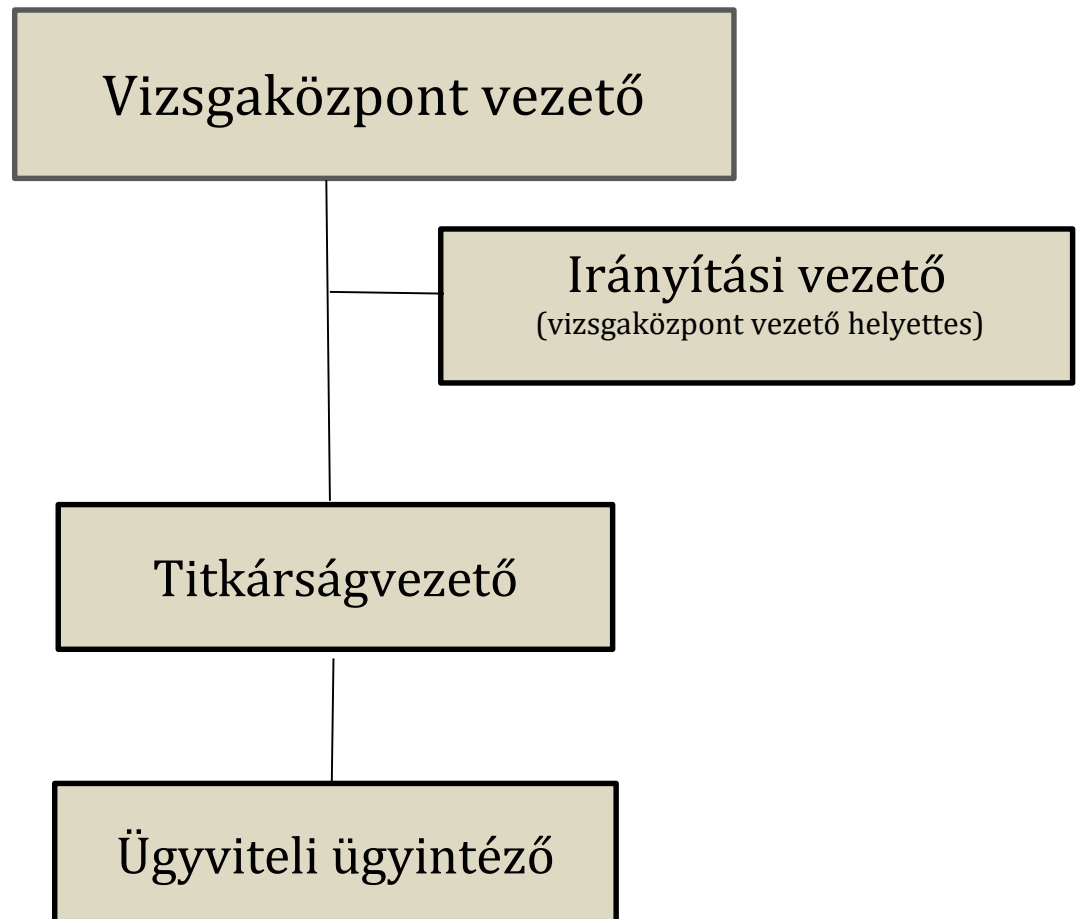 Vizsgaközpont vezető
Irányítási vezető
(vizsgaközpont vezető helyettes)
Titkárságvezető
Ügyviteli ügyintéző